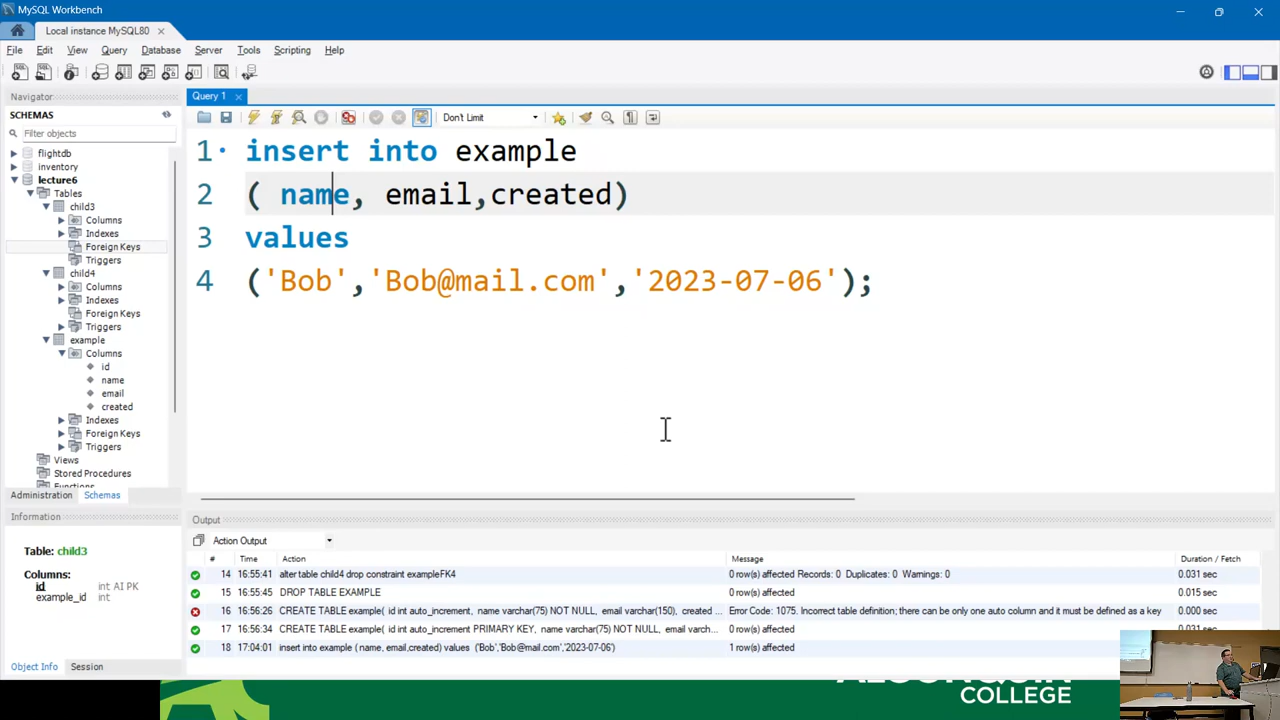 MySQL Workbench
Local instance MySQL80
File Edit View Query Database Server Tools Scripting Help
Navigator
SCHEMAS
Filter objects
flightdb
inventory
lecture6
Tables
child3
Columns
Indexes
Foreign Keys
Triggers
child4
Columns
Indexes
Foreign Keys
Triggers
example
Columns
id
name
email
created
Indexes
Foreign Keys
Triggers
Views
Stored Procedures
Functions
Administration Schemas
Information
Table: child3
Columns:
id int AI PK
example_id int
Object Info Session
Query 1
Don't Limit
1 insert into example
2 ( name, email,created)
3 values
4 ('Bob','Bob@mail.com','2023-07-06');
Output
Action Output
# Time Action Message Duration / Fetch
14 16:55:41 alter table child4 drop constraint exampleFK4 0 row(s) affected Records: 0 Duplicates: 0 Warnings: 0 0.031 sec
15 16:55:45 DROP TABLE EXAMPLE 0 row(s) affected 0.015 sec
16 16:56:26 CREATE TABLE example( id int auto_increment, name varchar(75) NOT NULL, email varchar(150), created ... Error Code: 1075. Incorrect table definition; there can be only one auto column and it must be defined as a key 0.000 sec
17 16:56:34 CREATE TABLE example( id int auto_increment PRIMARY KEY, name varchar(75) NOT NULL, email varch... 0 row(s) affected 0.031 sec
18 17:04:01 insert into example ( name, email,created) values ('Bob','Bob@mail.com','2023-07-06') 1 row(s) affected
COLLEGE